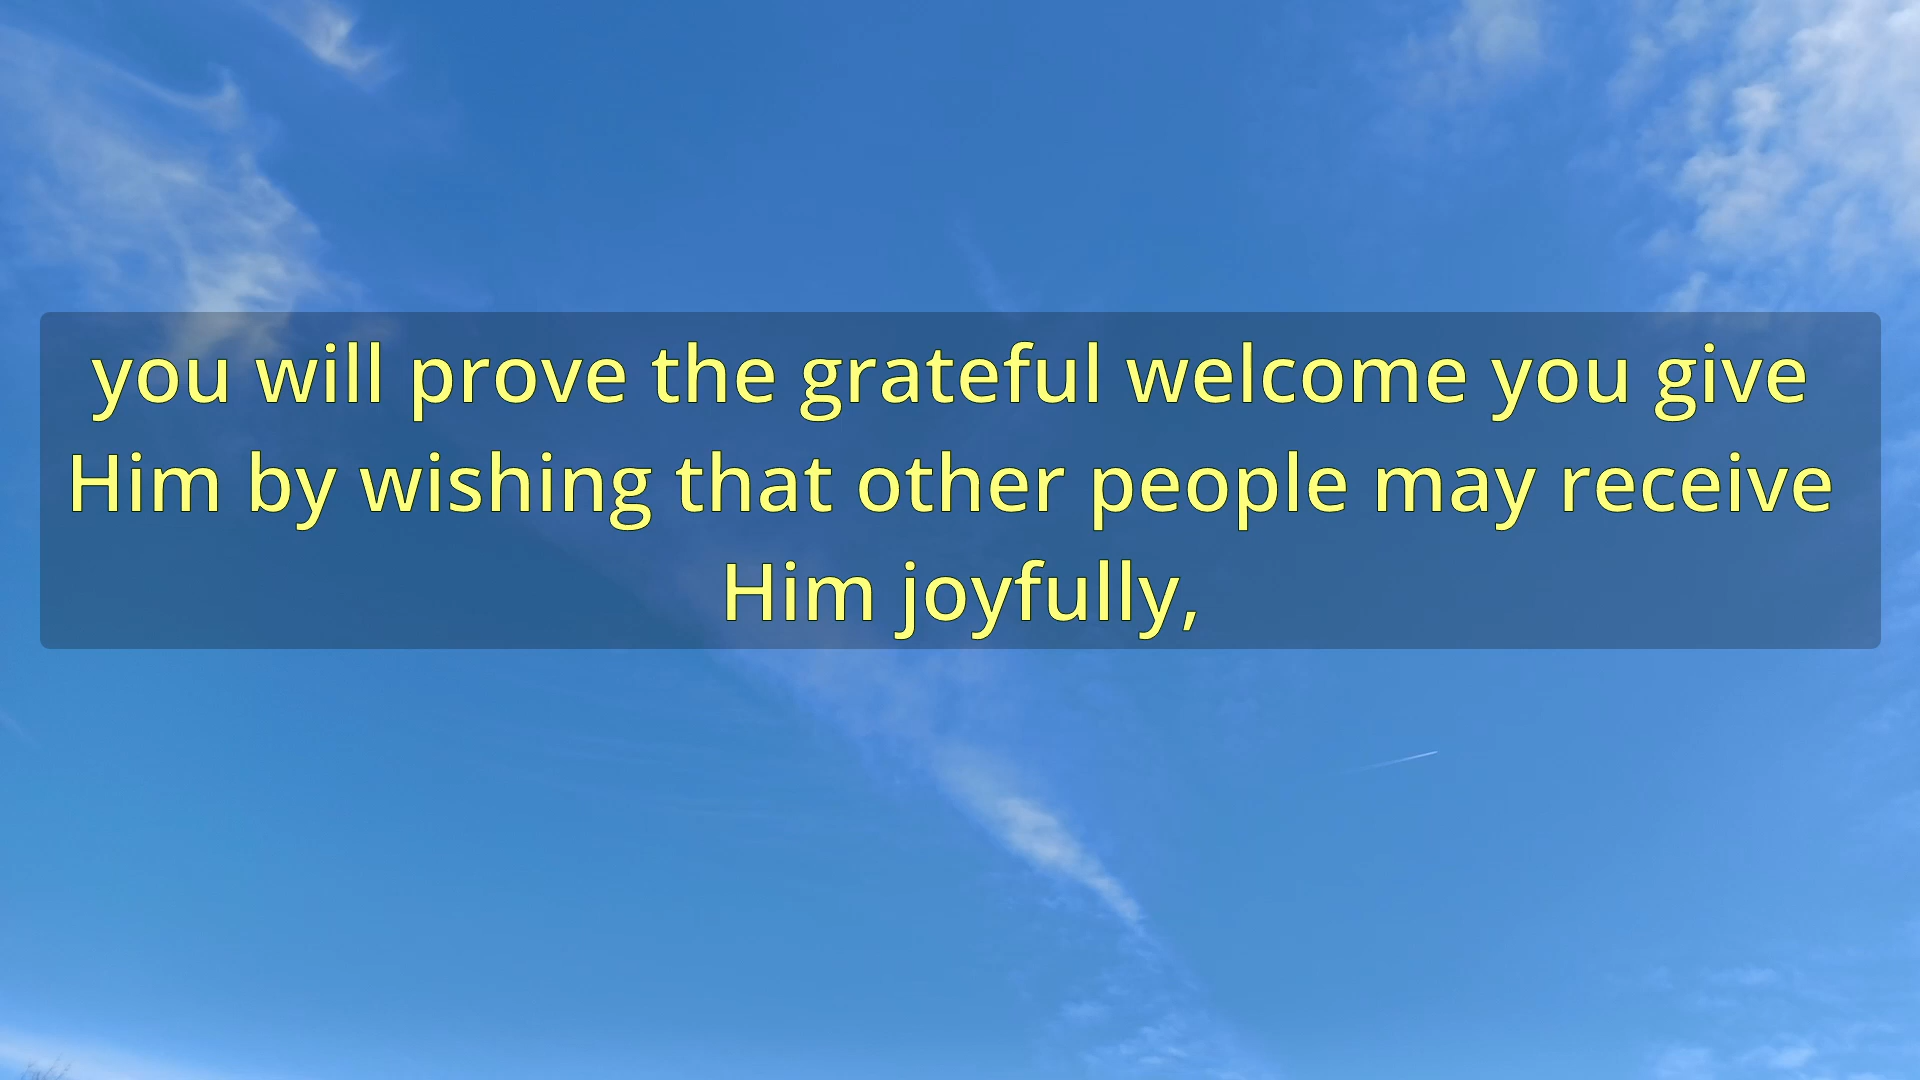 you will prove the grateful welcome you give
Him by wishing that other people may receive
Him joyfully,